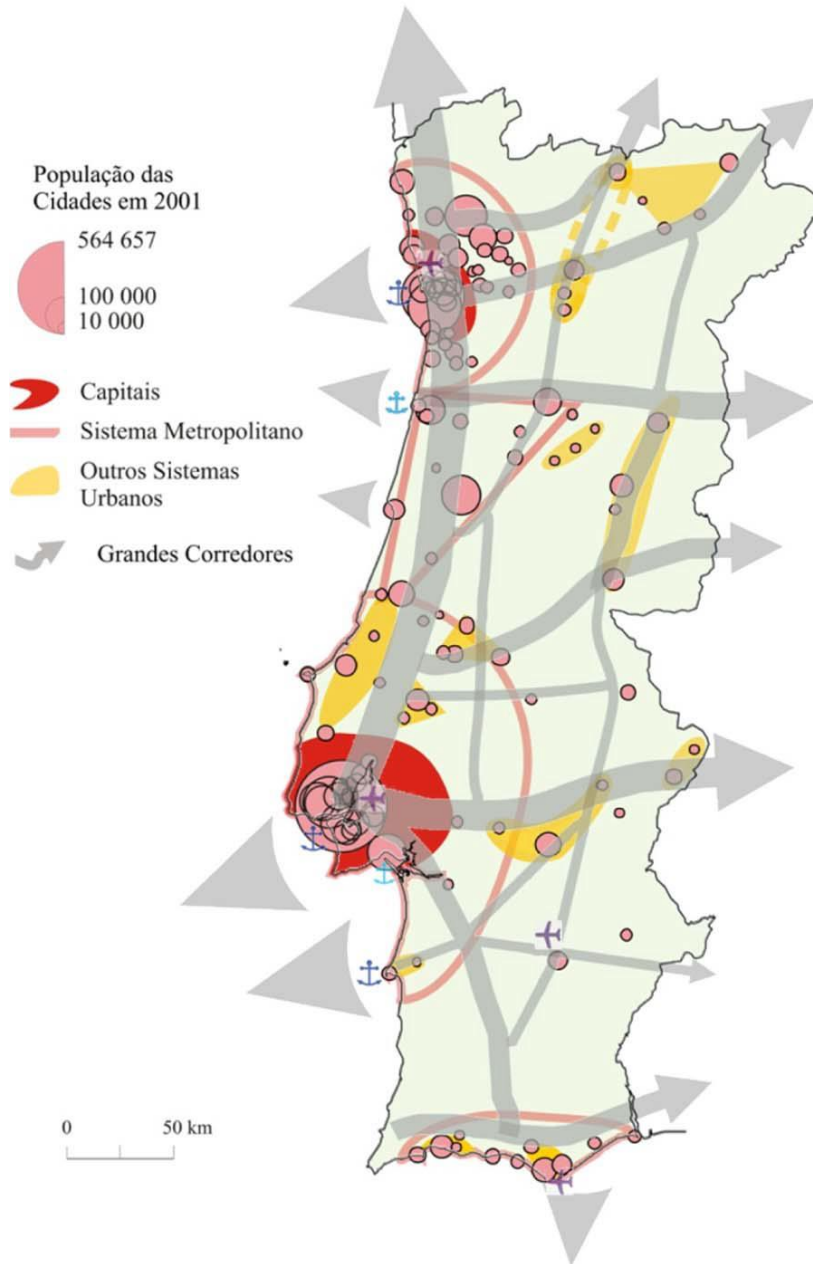 População das
Cidades em 2001
564 657
100 000
10 000
Capitais
Sistema Metropolitano
Outros Sistemas
Urbanos
Grandes Corredores
0 50 km